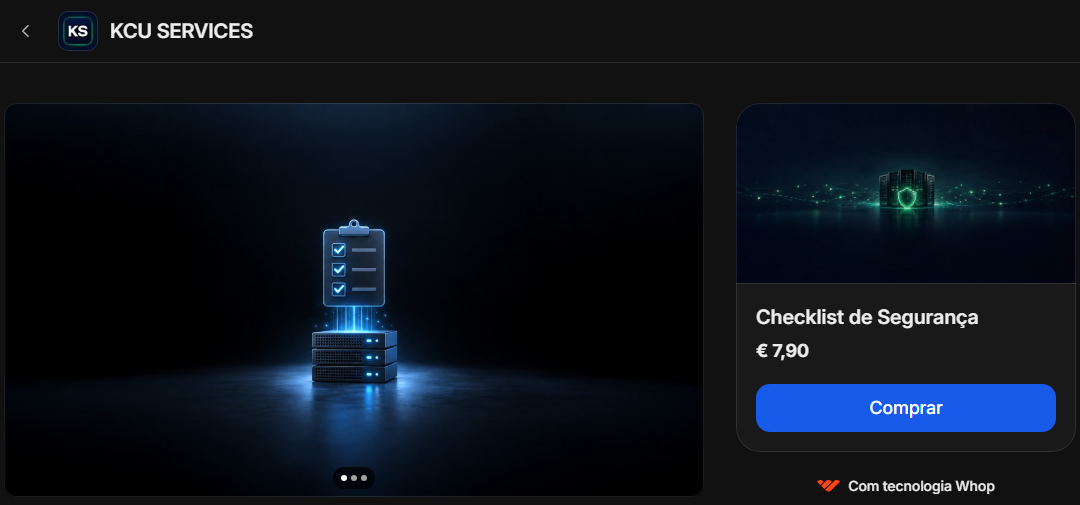 KS
KCU SERVICES
Checklist de Segurança
€ 7,90
Comprar
Com tecnologia Whop